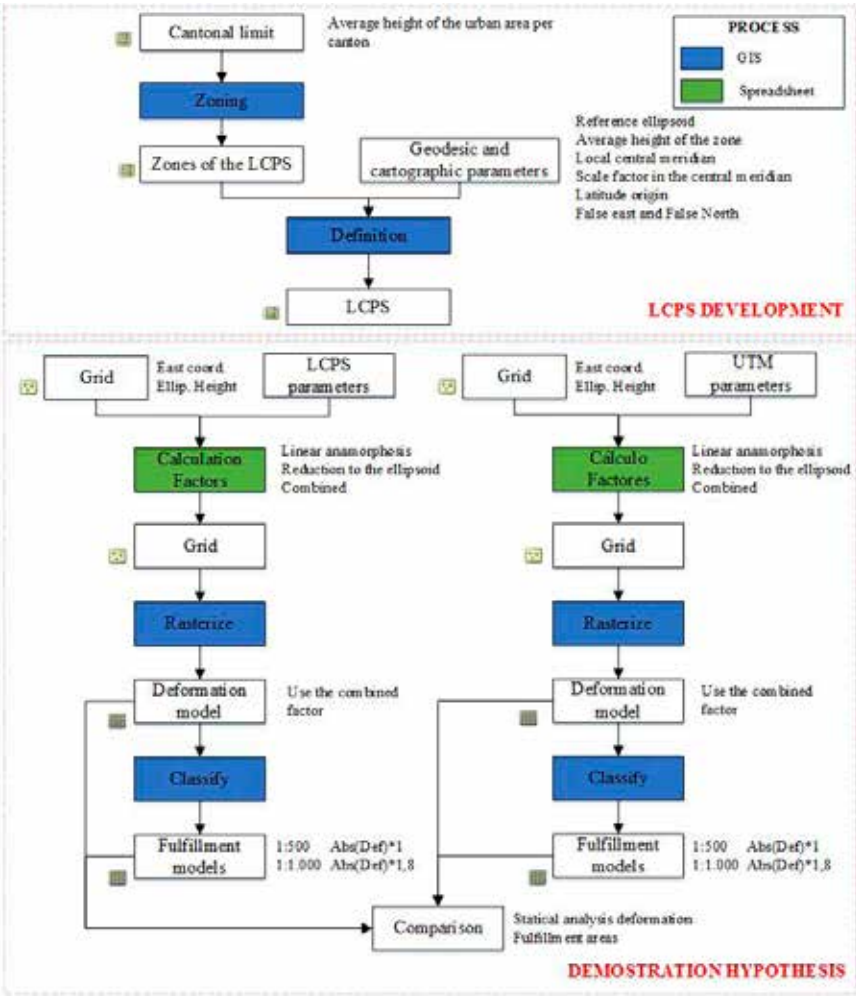 Cantonal limit
Average height of the urban area per
canton
PROCESS
GIS
Spreadsheet
Zoning
Zones of the LCPS
Geodesic and
cartographic parameters
Reference ellipsoid
Average height of the zone
Local central meridian
Scale factor in the central meridian
Latitude origin
False east and False North
Definition
LCPS
LCPS DEVELOPMENT
Grid
East coord.
Ellip. Height
LCPS
parameters
Calculation
Factors
Linear anamorphosis
Reduction to the ellipsoid
Combined
Grid
Rasterize
Deformation
model
Use the combined
factor
Classify
Fulfillment
models
1:500 Abs(Def)*1
1:1.000 Abs(Def)*1,8
Grid
East coord.
Ellip. Height
UTM
parameters
Cálculo
Factores
Linear anamorphosis
Reduction to the ellipsoid
Combined
Grid
Rasterize
Deformation
model
Use the combined
factor
Classify
Fulfillment
models
1:500 Abs(Def)*1
1:1.000 Abs(Def)*1,8
Comparison
Statical analysis deformation
Fulfillment areas
DEMOSTRATION HYPOTHESIS